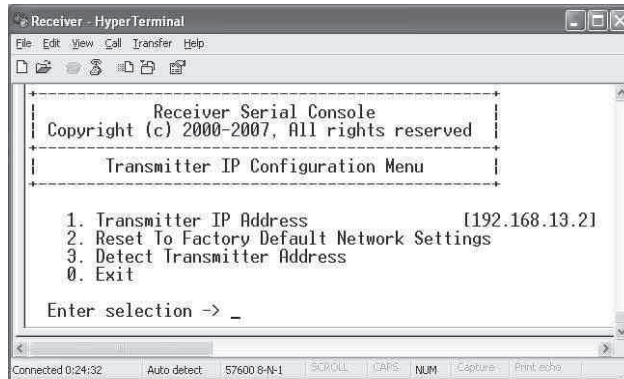 Receiver - HyperTerminal
File Edit View Call Transfer Help
Receiver Serial Console
Copyright (c) 2000-2007, All rights reserved
Transmitter IP Configuration Menu
1. Transmitter IP Address [192.168.13.2]
2. Reset To Factory Default Network Settings
3. Detect Transmitter Address
0. Exit
Enter selection -> _
Connected 0:24:32 Auto detect 57600 8-N-1 SCROLL CAPS NUM Capture Print echo